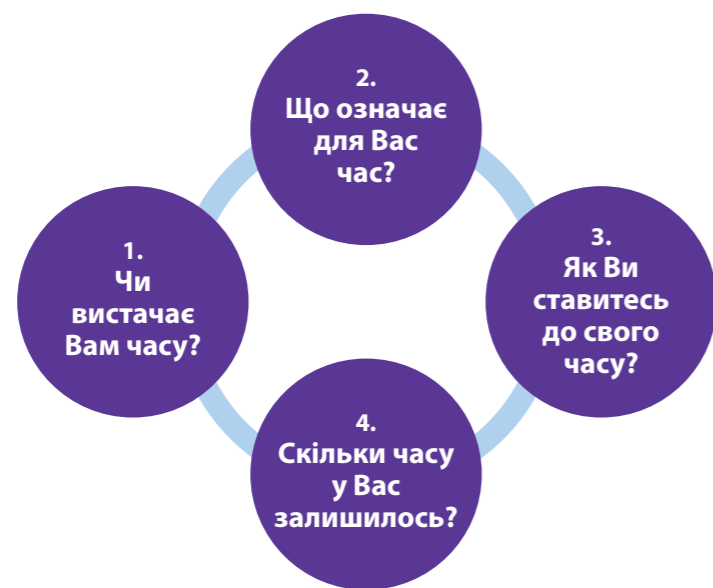 1.
Чи
вистачає
Вам часу?
2.
Що означає
для Вас
час?
3.
Як Ви
ставитесь
до свого
часу?
4.
Скільки часу
у Вас
залишилось?